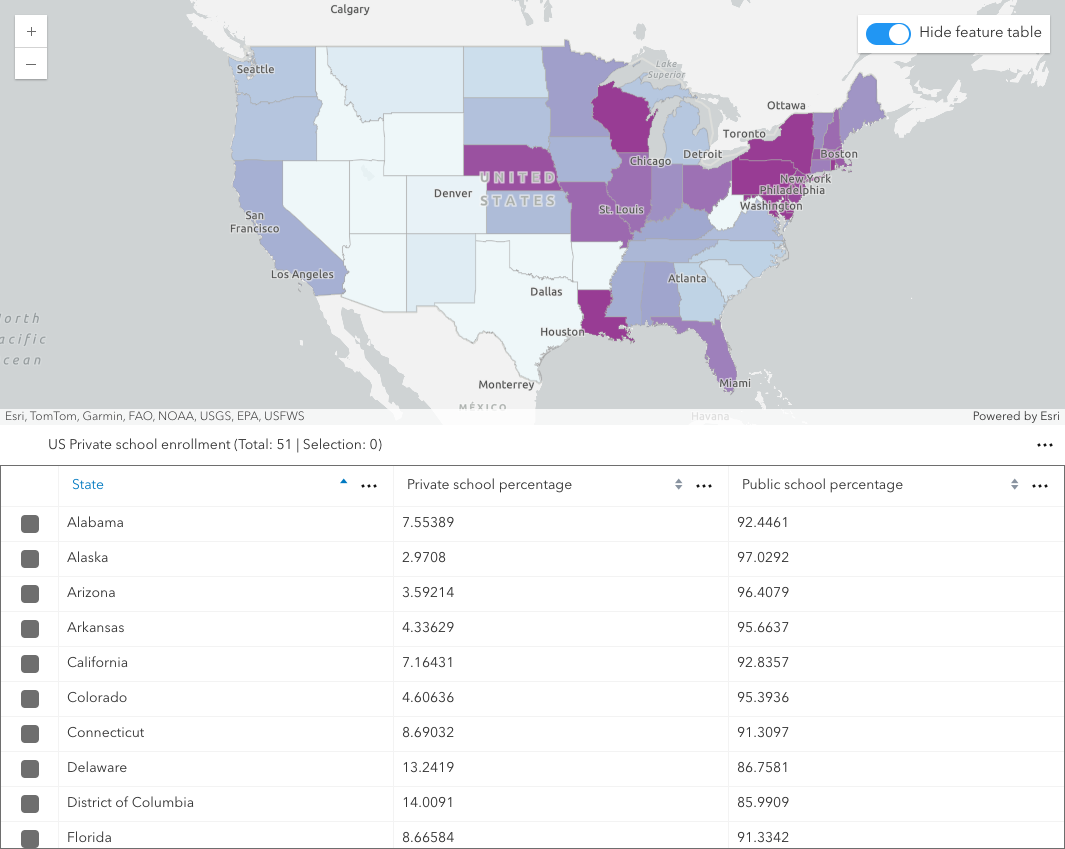 Calgary
+
−
Hide feature table
Seattle
Lake
Superior
Ottawa
Toronto
Boston
Chicago
Detroit
UNITED
STATES
New York
Philadelphia
Denver
St. Louis
Washington
San
Francisco
Los Angeles
Atlanta
Dallas
Houston
orth
acific
cean
Monterrey
Miami
MÉXICO
Havana
Esri, TomTom, Garmin, FAO, NOAA, USGS, EPA, USFWS
Powered by Esri
US Private school enrollment (Total: 51 | Selection: 0)
State Private school percentage Public school percentage
Alabama 7.55389 92.4461
Alaska 2.9708 97.0292
Arizona 3.59214 96.4079
Arkansas 4.33629 95.6637
California 7.16431 92.8357
Colorado 4.60636 95.3936
Connecticut 8.69032 91.3097
Delaware 13.2419 86.7581
District of Columbia 14.0091 85.9909
Florida 8.66584 91.3342